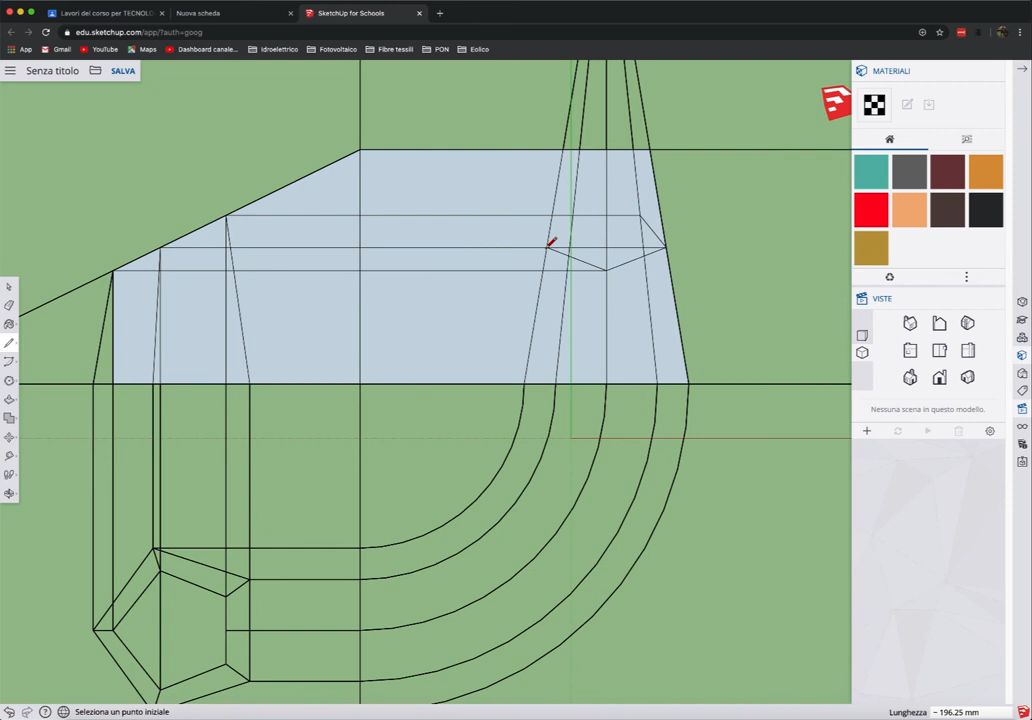 Lavori del corso per TECNOLO
Nuova scheda
SketchUp for Schools
edu.sketchup.com/app/?auth=goog
App
Gmail
YouTube
Maps
Dashboard canale...
Idroelettrico
Fotovoltaico
Fibre tessili
PON
Eolico
Senza titolo
SALVA
MATERIALI
VISTE
Nessuna scena in questo modello.
Seleziona un punto iniziale
Lunghezza
~ 196.25 mm